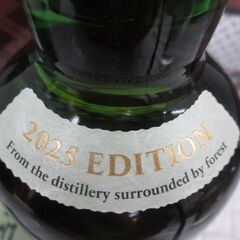 2025 EDITION
From the distillery surrounded by forest